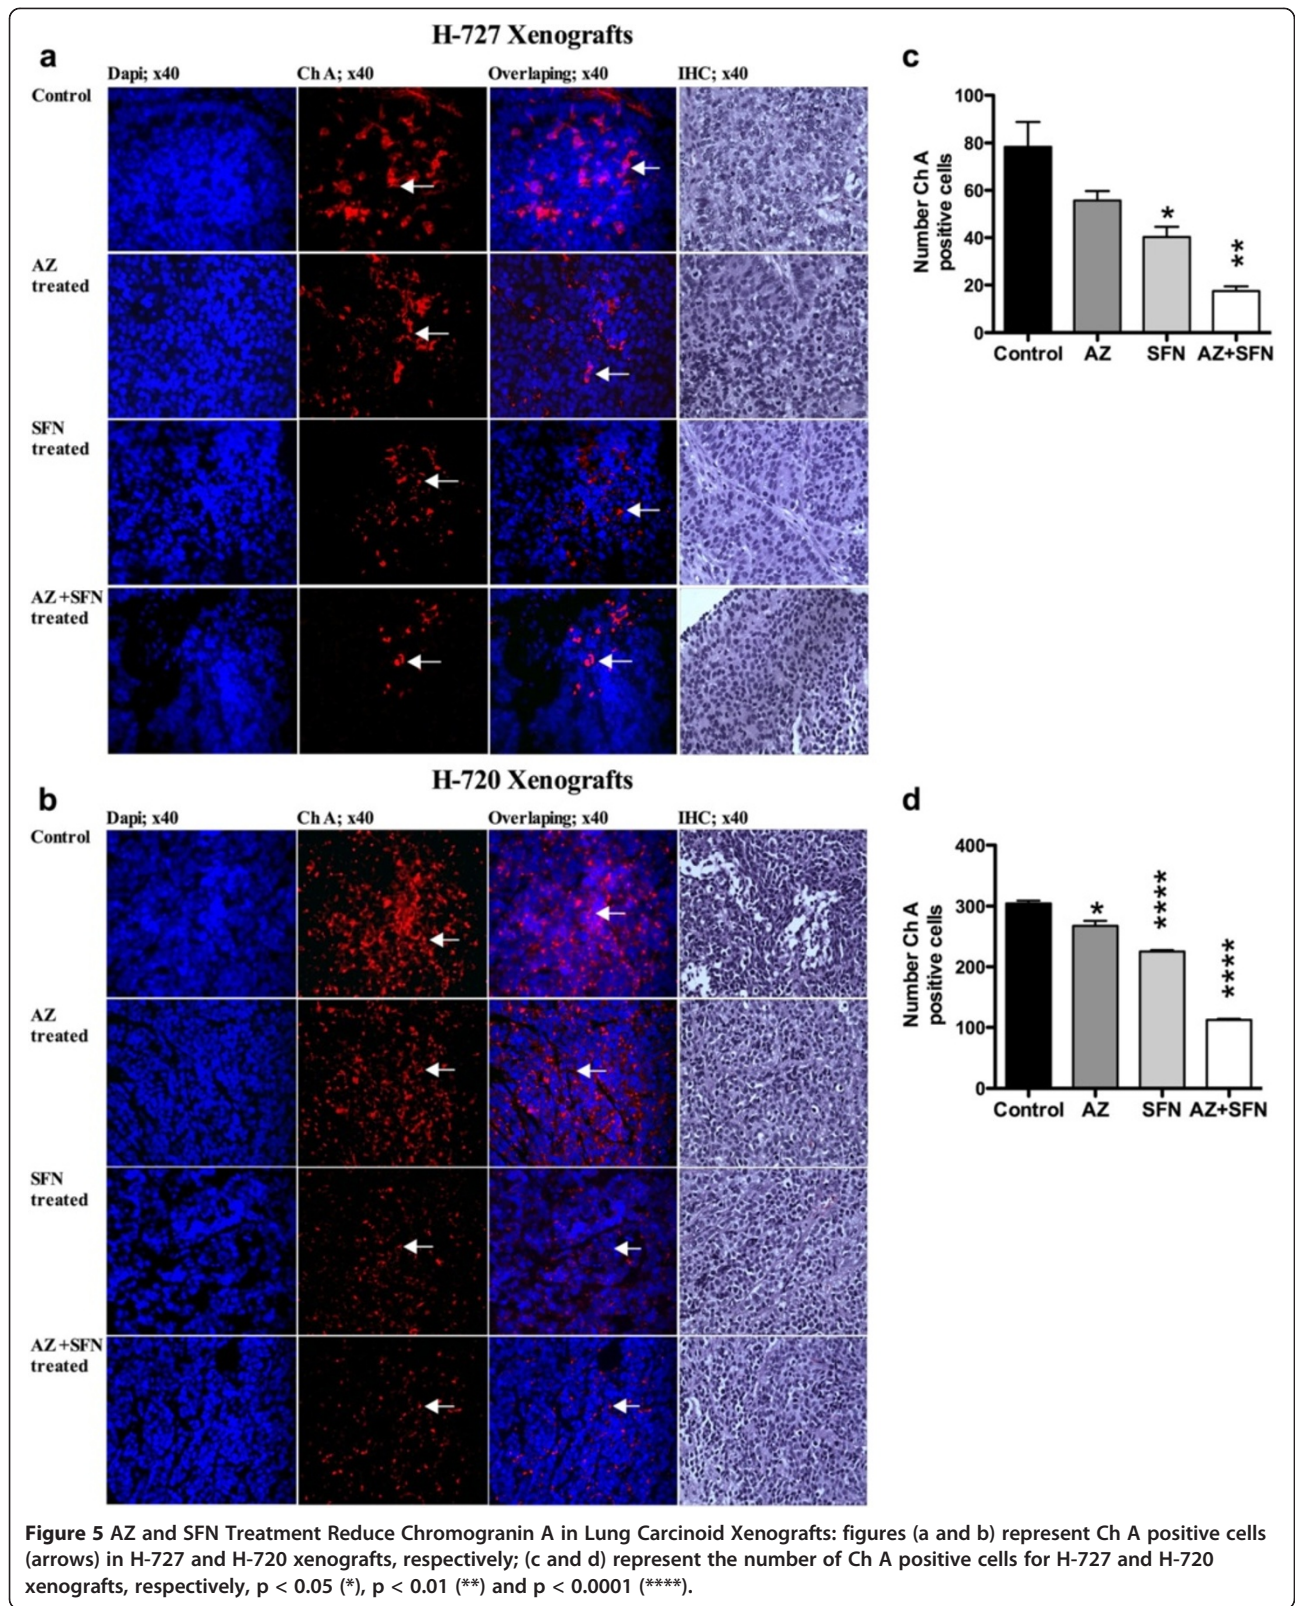 H-727 Xenografts
a
Dapi; x40 Ch A; x40 Overlaping; x40 IHC; x40
Control
AZ
treated
SFN
treated
AZ +SFN
treated
c
Number Ch A
positive cells
100
80
60
40
20
0
*
**
Control AZ SFN AZ+SFN
H-720 Xenografts
b
Dapi; x40 Ch A; x40 Overlaping; x40 IHC; x40
Control
AZ
treated
SFN
treated
AZ +SFN
treated
d
Number Ch A
positive cells
400
300
200
100
0
*
****
****
Control AZ SFN AZ+SFN
Figure 5 AZ and SFN Treatment Reduce Chromogranin A in Lung Carcinoid Xenografts: figures (a and b) represent Ch A positive cells
(arrows) in H-727 and H-720 xenografts, respectively; (c and d) represent the number of Ch A positive cells for H-727 and H-720
xenografts, respectively, p < 0.05 (*), p < 0.01 (**) and p < 0.0001 (****).